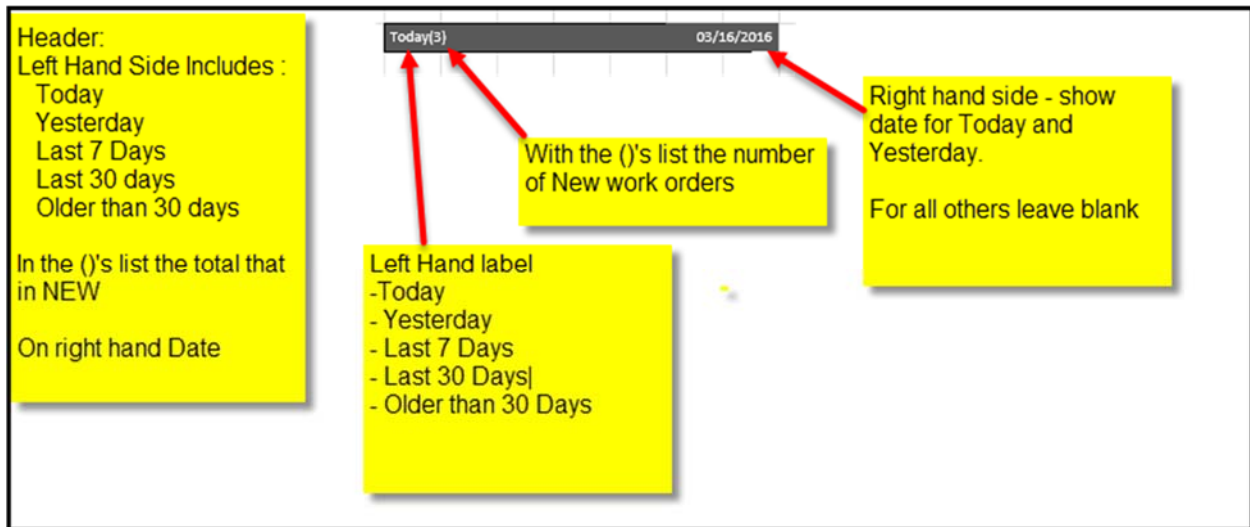 Header:
Left Hand Side Includes :
Today
Yesterday
Last 7 Days
Last 30 days
Older than 30 days
In the ()'s list the total that
in NEW
On right hand Date
Today(3) 03/16/2016
With the ()'s list the number
of New work orders
Right hand side - show
date for Today and
Yesterday.
For all others leave blank
Left Hand label
-Today
- Yesterday
- Last 7 Days
- Last 30 Days|
- Older than 30 Days